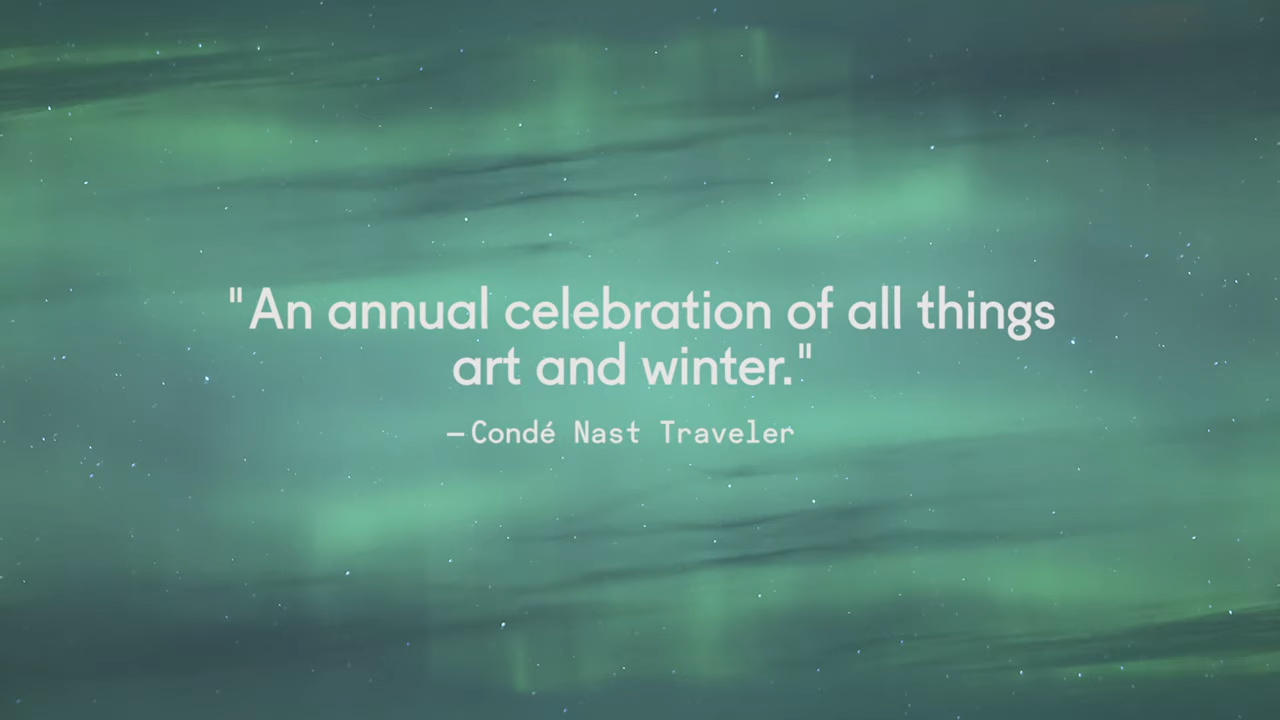 "An annual celebration of all things
art and winter."
—Condé Nast Traveler